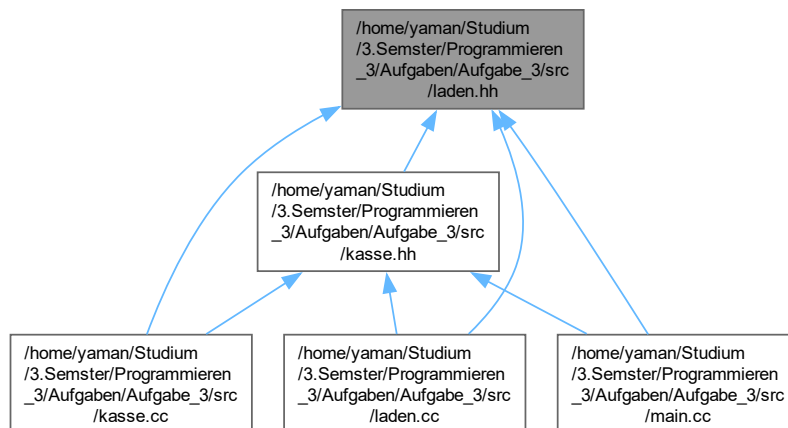 /home/yaman/Studium
/3.Semster/Programmieren
_3/Aufgaben/Aufgabe_3/src
/laden.hh
/home/yaman/Studium
/3.Semster/Programmieren
_3/Aufgaben/Aufgabe_3/src
/kasse.hh
/home/yaman/Studium
/3.Semster/Programmieren
_3/Aufgaben/Aufgabe_3/src
/kasse.cc
/home/yaman/Studium
/3.Semster/Programmieren
_3/Aufgaben/Aufgabe_3/src
/laden.cc
/home/yaman/Studium
/3.Semster/Programmieren
_3/Aufgaben/Aufgabe_3/src
/main.cc